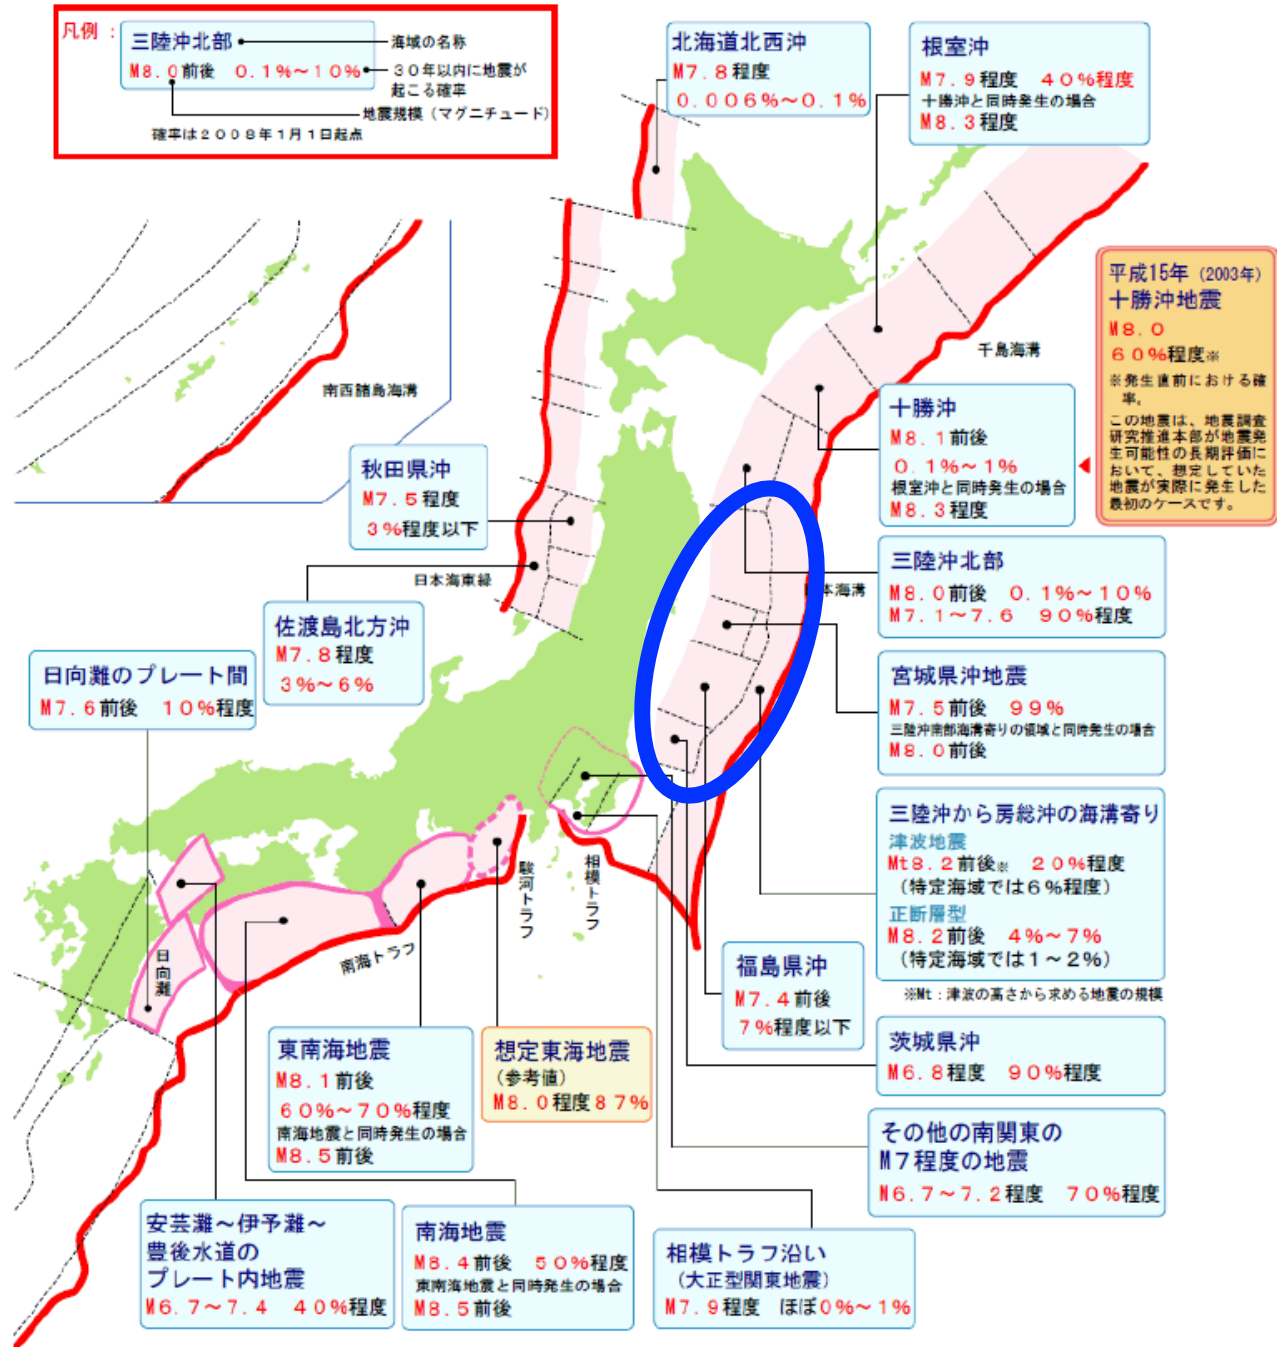 凡例：
三陸沖北部
M8.0前後　0.1%～10%
海域の名称
30年以内に地震が
起こる確率
地震規模（マグニチュード）
確率は2008年1月1日起点
北海道北西沖
M7.8程度
0.006%～0.1%
根室沖
M7.9程度　40%程度
十勝沖と同時発生の場合
M8.3程度
平成15年（2003年）
十勝沖地震
M8.0
60%程度※
※発生直前における確
率。
この地震は、地震調査
研究推進本部が地震発
生可能性の長期評価に
おいて、想定していた
地震が実際に発生した
最初のケースです。
千島海溝
南西諸島海溝
十勝沖
M8.1前後
0.1%～1%
根室沖と同時発生の場合
M8.3程度
秋田県沖
M7.5程度
3%程度以下
日本海東縁
三陸沖北部
M8.0前後　0.1%～10%
M7.1～7.6　90%程度
本海溝
佐渡島北方沖
M7.8程度
3%～6%
日向灘のプレート間
M7.6前後　10%程度
宮城県沖地震
M7.5前後　99%
三陸沖南部海溝寄りの領域と同時発生の場合
M8.0前後
三陸沖から房総沖の海溝寄り
津波地震
Mt8.2前後※　20%程度
（特定海域では6%程度）
正断層型
M8.2前後　4%～7%
（特定海域では1～2%）
※Mt：津波の高さから求める地震の規模
駿河トラフ
相模トラフ
南海トラフ
日向灘
福島県沖
M7.4前後
7%程度以下
茨城県沖
M6.8程度　90%程度
東南海地震
M8.1前後
60%～70%程度
南海地震と同時発生の場合
M8.5前後
想定東海地震
（参考値）
M8.0程度87%
その他の南関東の
M7程度の地震
M6.7～7.2程度　70%程度
安芸灘～伊予灘～
豊後水道の
プレート内地震
M6.7～7.4　40%程度
南海地震
M8.4前後　50%程度
東南海地震と同時発生の場合
M8.5前後
相模トラフ沿い
（大正型関東地震）
M7.9程度　ほぼ0%～1%